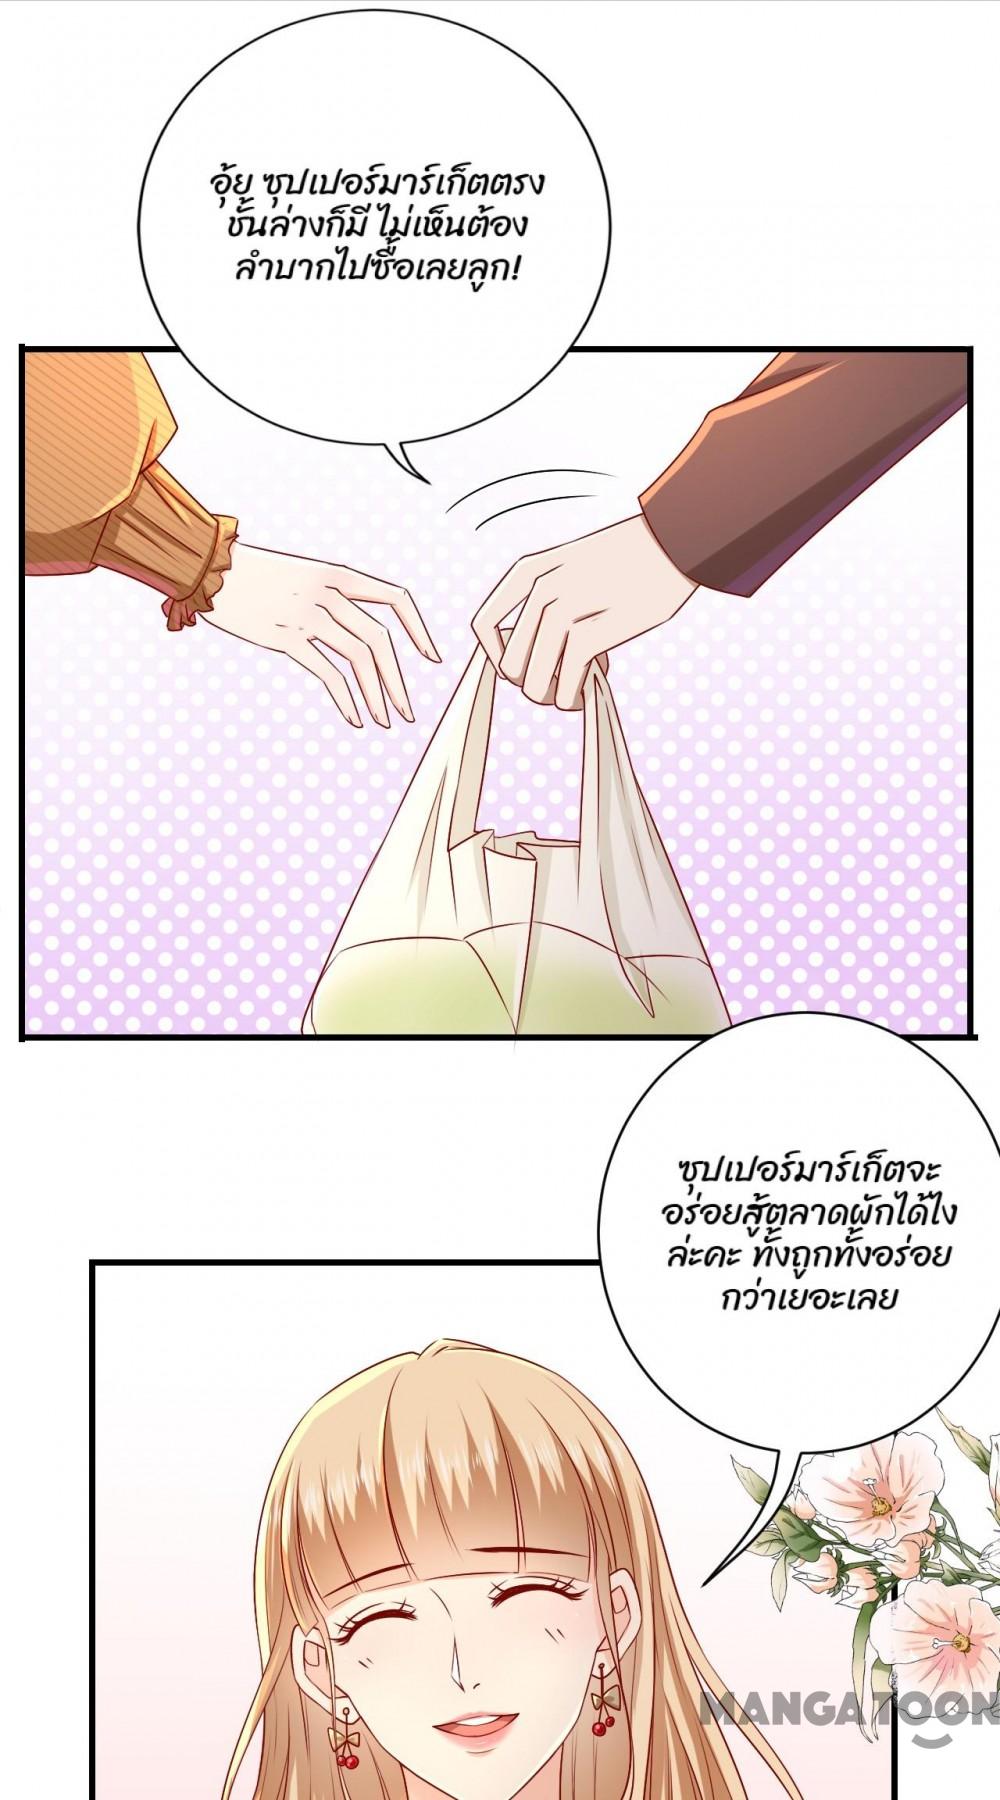 อุ้ย ซุปเปอร์มาร์เก็ตตรง
ชั้นล่างก็มี ไม่เห็นต้อง
ลำบากไปซื้อเลยลูก!
ซุปเปอร์มาร์เก็ตจะ
อร่อยสู้ตลาดผักได้ไง
ล่ะคะ ทั้งถูกทั้งอร่อย
กว่าเยอะเลย
MANGATOON